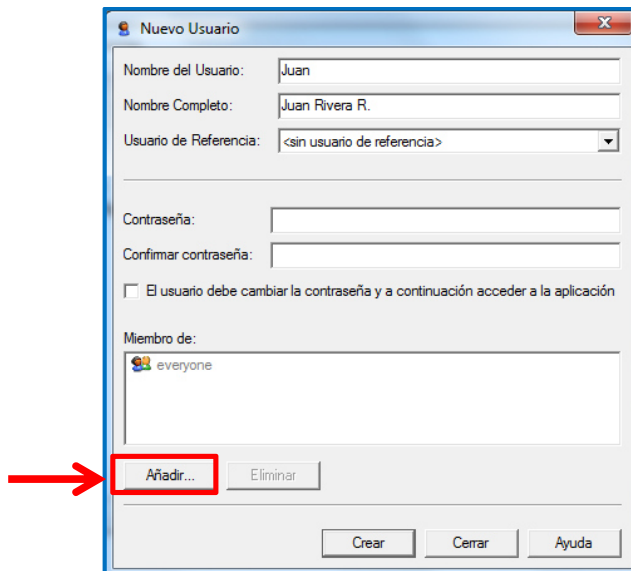 Nuevo Usuario
Nombre del Usuario: Juan
Nombre Completo: Juan Rivera R.
Usuario de Referencia: <sin usuario de referencia>
Contraseña:
Confirmar contraseña:
El usuario debe cambiar la contraseña y a continuación acceder a la aplicación
Miembro de:
everyone
Añadir... Eliminar
Crear Cerrar Ayuda